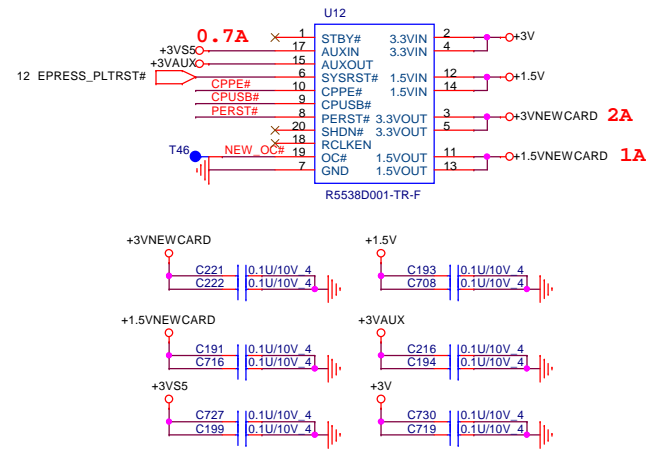 U12
0.7A
1 STBY# 3.3VIN 2 +3V
+3VS5 17 AUXIN 3.3VIN 4
+3VAUX 15 AUXOUT
12 EPRESS_PLTRST# 6 SYSRST# 1.5VIN 12 +1.5V
CPPE# 10 CPPE# 1.5VIN 14
CPUSB# 9 CPUSB#
PERST# 8 PERST# 3.3VOUT 3 +3VNEWCARD 2A
20 SHDN# 3.3VOUT 5
18 RCLKEN
T46 NEW_OC# 19 OC# 1.5VOUT 11 +1.5VNEWCARD 1A
7 GND 1.5VOUT 13
R5538D001-TR-F
+3VNEWCARD +1.5V
C221 0.1U/10V_4 C193 0.1U/10V_4
C222 0.1U/10V_4 C708 0.1U/10V_4
+1.5VNEWCARD +3VAUX
C191 0.1U/10V_4 C216 0.1U/10V_4
C716 0.1U/10V_4 C194 0.1U/10V_4
+3VS5 +3V
C727 0.1U/10V_4 C730 0.1U/10V_4
C199 0.1U/10V_4 C719 0.1U/10V_4